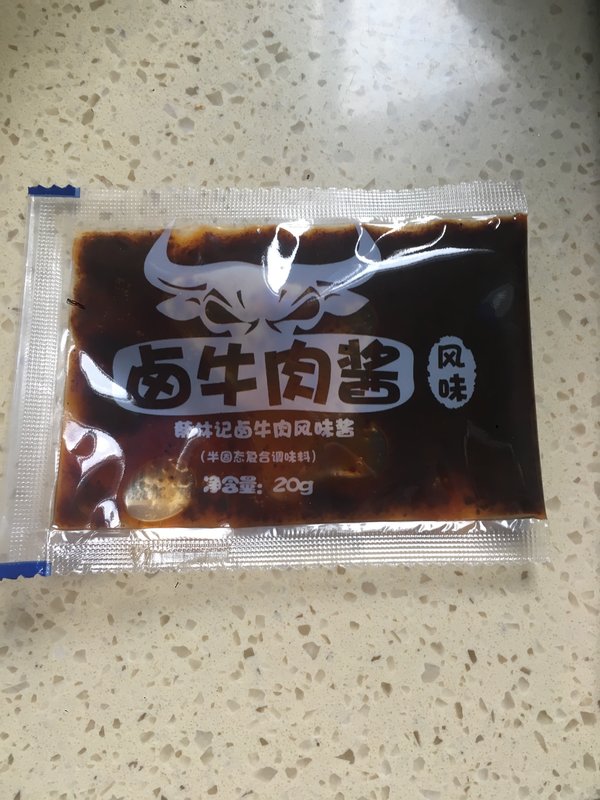 卤牛肉酱
风味
林记卤牛肉风味酱
（半固态复合调味料）
净含量：20g